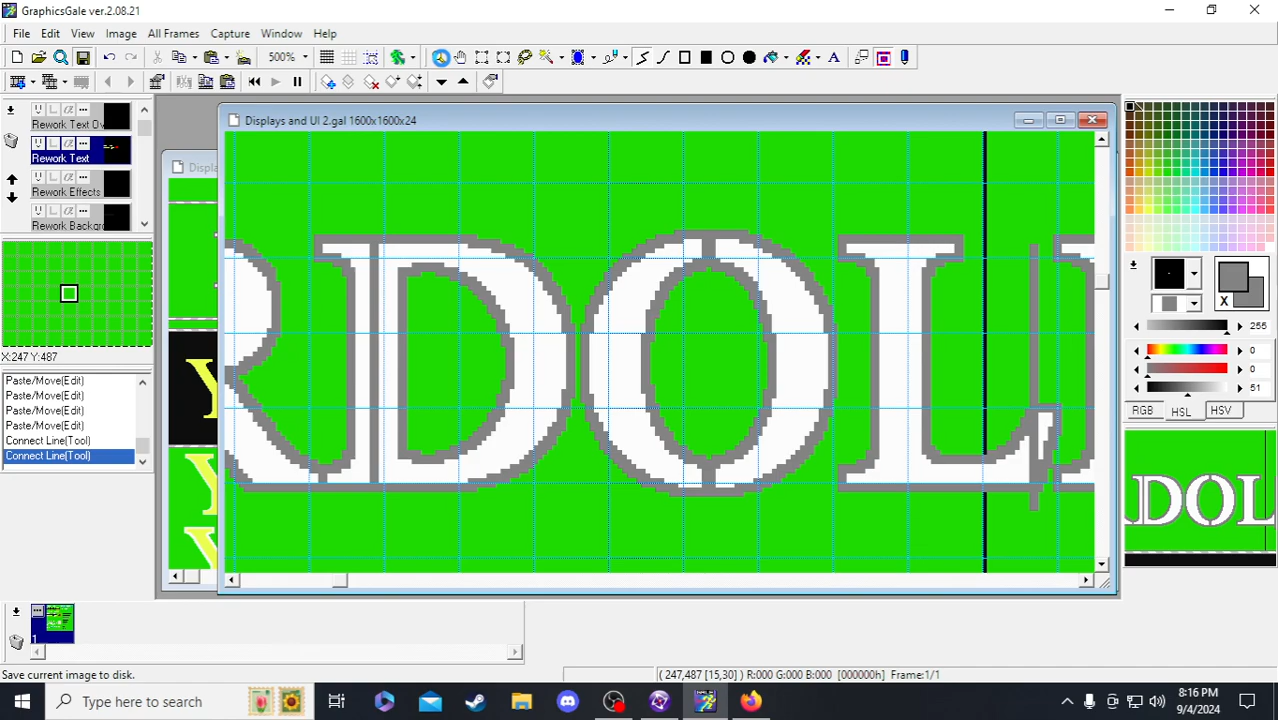 GraphicsGale ver.2.08.21
File Edit View Image All Frames Capture Window Help
500%
Rework Text Ov
Rework Text
Rework Effects
Rework Backgr
Displa
Displays and UI 2.gal 1600x1600x24
RDOL
X:247 Y:487
Paste/Move(Edit)
Paste/Move(Edit)
Paste/Move(Edit)
Paste/Move(Edit)
Connect Line(Tool)
Connect Line(Tool)
Y
Y
Y
X
255
0
0
51
RGB HSL HSV
DOL
1
Save current image to disk.
( 247,487 [15,30] ) R:000 G:000 B:000 [000000h] Frame:1/1
Type here to search
8:16 PM
9/4/2024